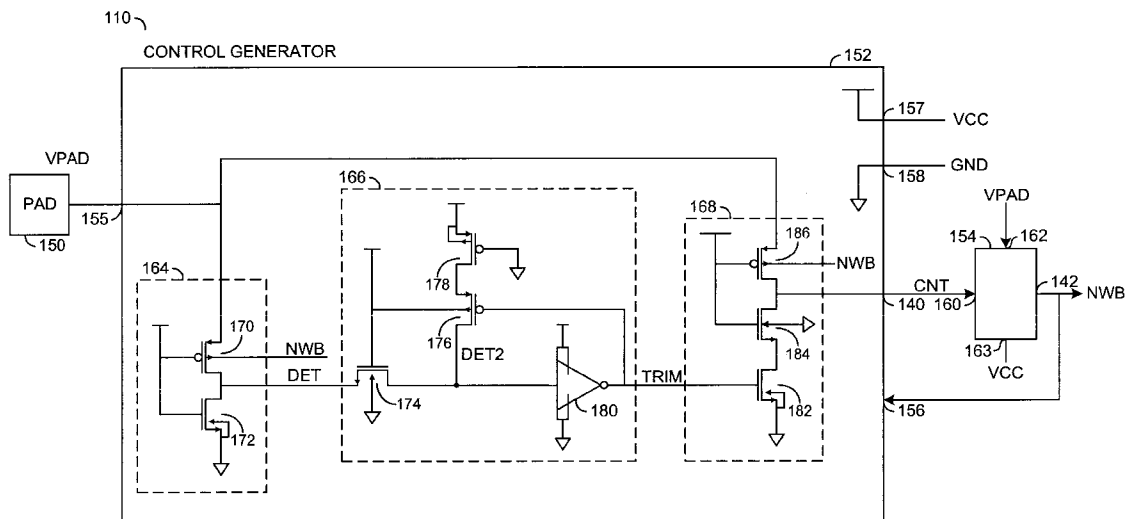 110
CONTROL GENERATOR
152
157
VCC
VPAD
166
158
GND
PAD
155
150
168
VPAD
178
186
154
162
NWB
CNT
142
NWB
164
140
160
170
NWB
176
184
163
DET
DET2
VCC
174
180
TRIM
182
156
172